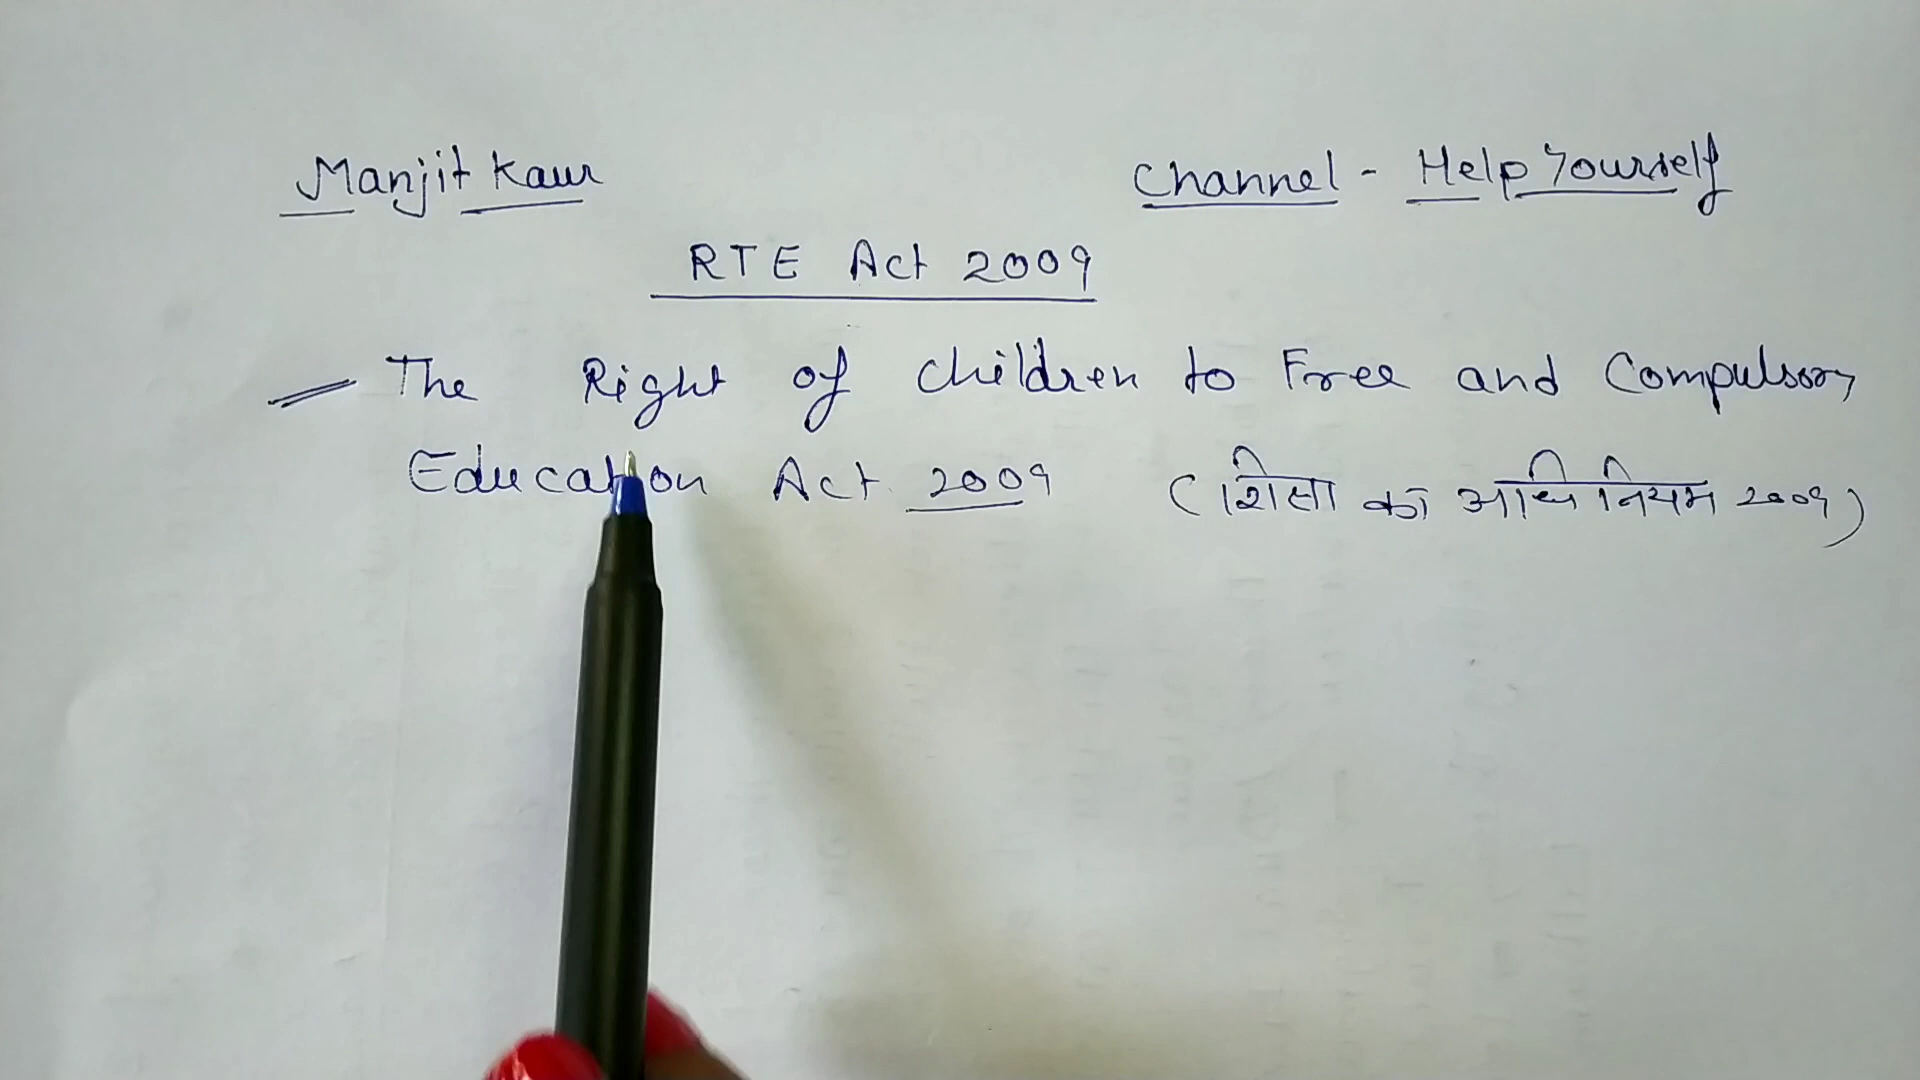 Manjit Kaur Channel - Help Yourself
RTE Act 2009
The Right of Children to Free and Compulsory
Education Act 2009 (शिक्षा का अधिनियम 2009)